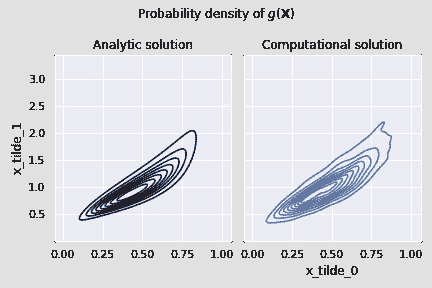 Probability density of g(X)
Analytic solution
Computational solution
x_tilde_1
3.0
2.5
2.0
1.5
1.0
0.5
0.00 0.25 0.50 0.75 1.00
0.00 0.25 0.50 0.75 1.00
x_tilde_0